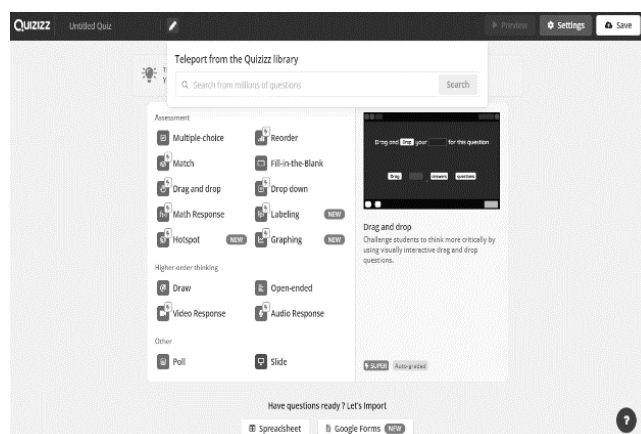 QUIZIZZ
Untitled Quiz
Preview
Settings
Save
Teleport from the Quizizz library
Search from millions of questions
Search
Assessment
Multiple-choice
Reorder
Match
Fill-in-the-Blank
Drag and drop
Drop down
Math Response
Labeling NEW
Hotspot NEW
Graphing NEW
Higher order thinking
Draw
Open-ended
Video Response
Audio Response
Other
Poll
Slide
Drag and Drop your for this question
Drag answers questions
Drag and drop
Challenge students to think more critically by
using visually interactive drag and drop
questions.
SUPER Auto-graded
Have questions ready ? Let's Import
Spreadsheet
Google Forms NEW
?